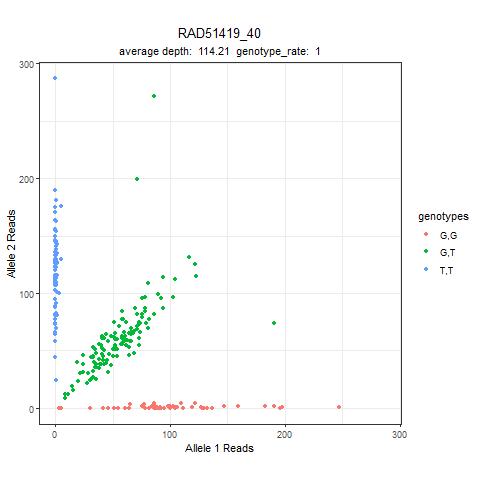 RAD51419_40
average depth: 114.21 genotype_rate: 1
300
200
100
0
Allele 2 Reads
0 100 200 300
Allele 1 Reads
genotypes
G,G
G,T
T,T